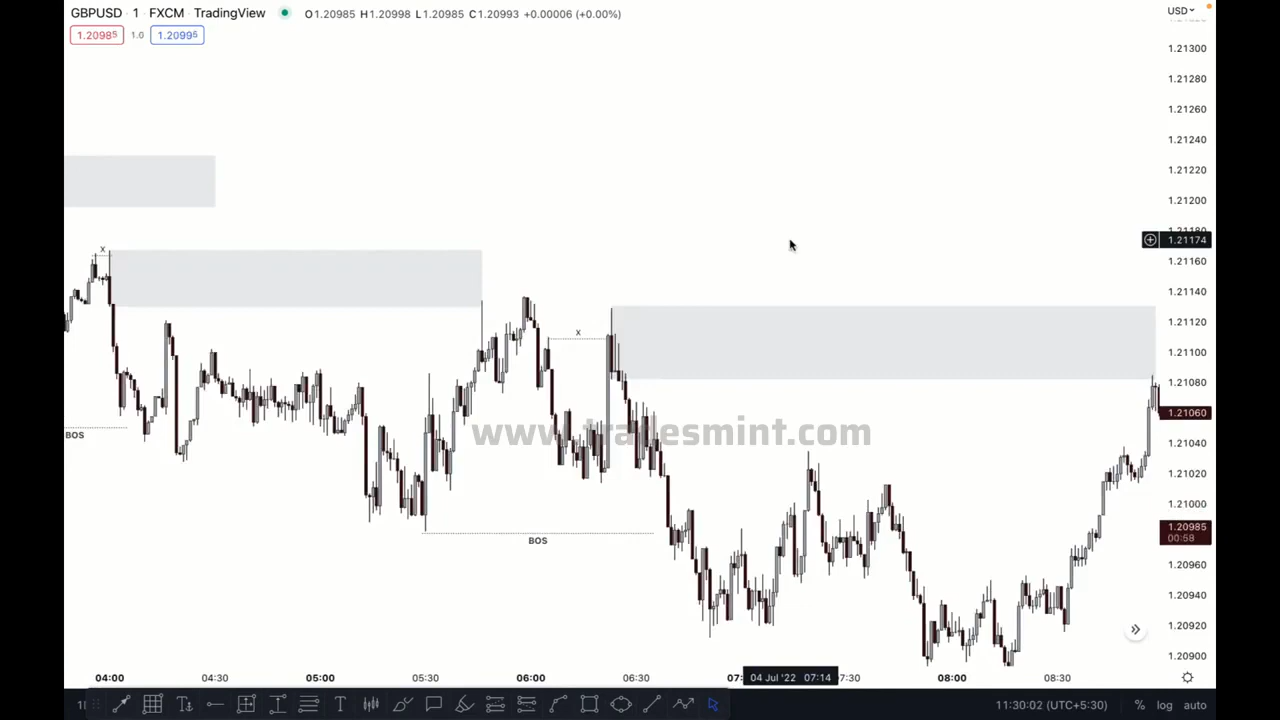 GBPUSD · 1 · FXCM · TradingView
O1.20985 H1.20998 L1.20985 C1.20993 +0.00006 (+0.00%)
USD
1.20985 1.0 1.20995
1.21300
1.21280
1.21260
1.21240
1.21220
1.21200
1.21180
1.21174
1.21160
1.21140
1.21120
1.21100
1.21080
1.21060
1.21040
1.21020
1.21000
1.20985
00:58
1.20960
1.20940
1.20920
1.20900
X
X
BOS
BOS
www.tradesmint.com
04:00 04:30 05:00 05:30 06:00 06:30 04 Jul '22 07:14 08:00 08:30
11:30:02 (UTC+5:30) % log auto